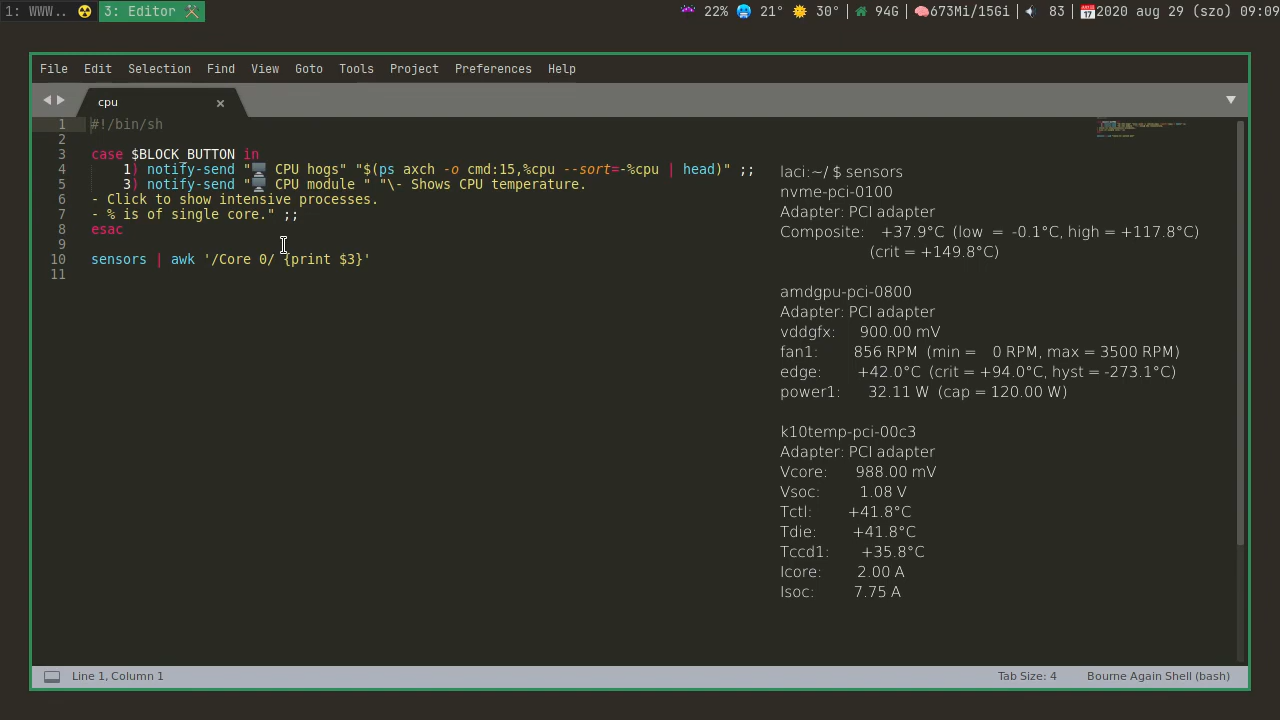 1: WWW.. ☢ 3: Editor ⚒ 22% 🥶 21° 🌞 30° | 94G | 🧠673Mi/15Gi | 83 | 📅2020 aug 29 (szo) 09:09
File Edit Selection Find View Goto Tools Project Preferences Help
cpu ×
1 #!/bin/sh
2
3 case $BLOCK_BUTTON in
4 1) notify-send "🖥 CPU hogs" "$(ps axch -o cmd:15,%cpu --sort=-%cpu | head)" ;;
5 3) notify-send "🖥 CPU module " "\- Shows CPU temperature.
6 - Click to show intensive processes.
7 - % is of single core." ;;
8 esac
9
10 sensors | awk '/Core 0/ {print $3}'
11
laci:~/ $ sensors
nvme-pci-0100
Adapter: PCI adapter
Composite: +37.9°C (low = -0.1°C, high = +117.8°C)
(crit = +149.8°C)
amdgpu-pci-0800
Adapter: PCI adapter
vddgfx: 900.00 mV
fan1: 856 RPM (min = 0 RPM, max = 3500 RPM)
edge: +42.0°C (crit = +94.0°C, hyst = -273.1°C)
power1: 32.11 W (cap = 120.00 W)
k10temp-pci-00c3
Adapter: PCI adapter
Vcore: 988.00 mV
Vsoc: 1.08 V
Tctl: +41.8°C
Tdie: +41.8°C
Tccd1: +35.8°C
Icore: 2.00 A
Isoc: 7.75 A
Line 1, Column 1 Tab Size: 4 Bourne Again Shell (bash)